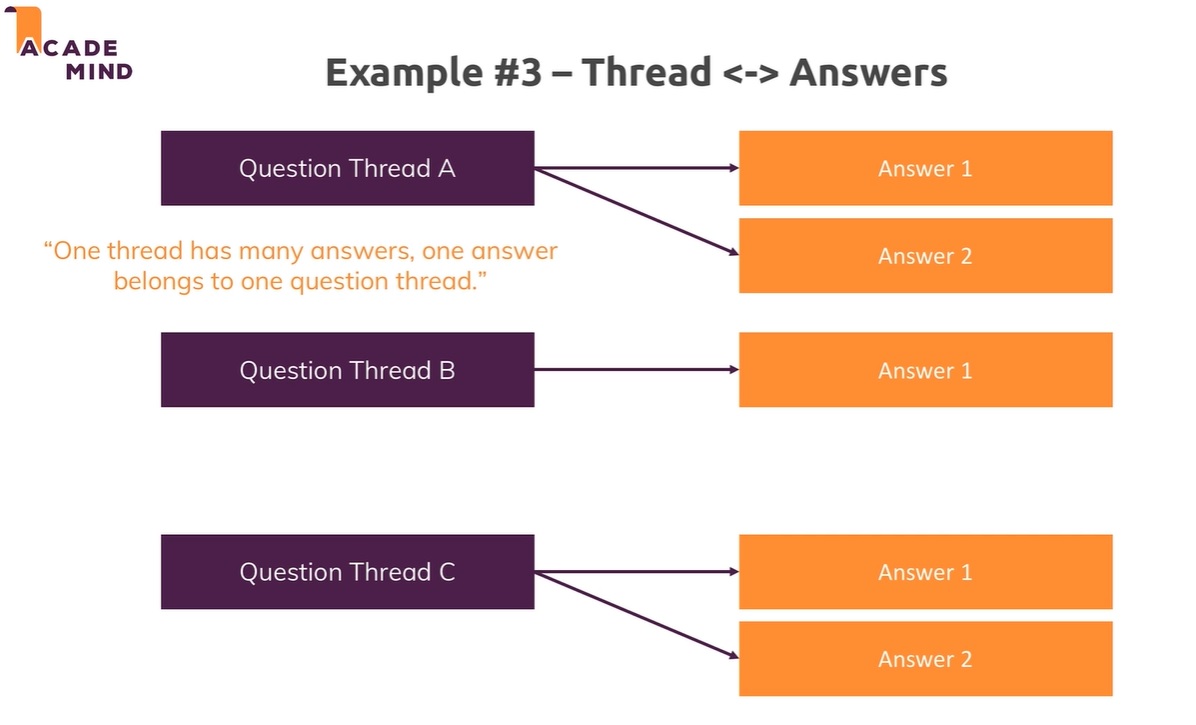 ACADE
MIND
Example #3 – Thread <-> Answers
Question Thread A
Answer 1
Answer 2
“One thread has many answers, one answer
belongs to one question thread.”
Question Thread B
Answer 1
Question Thread C
Answer 1
Answer 2